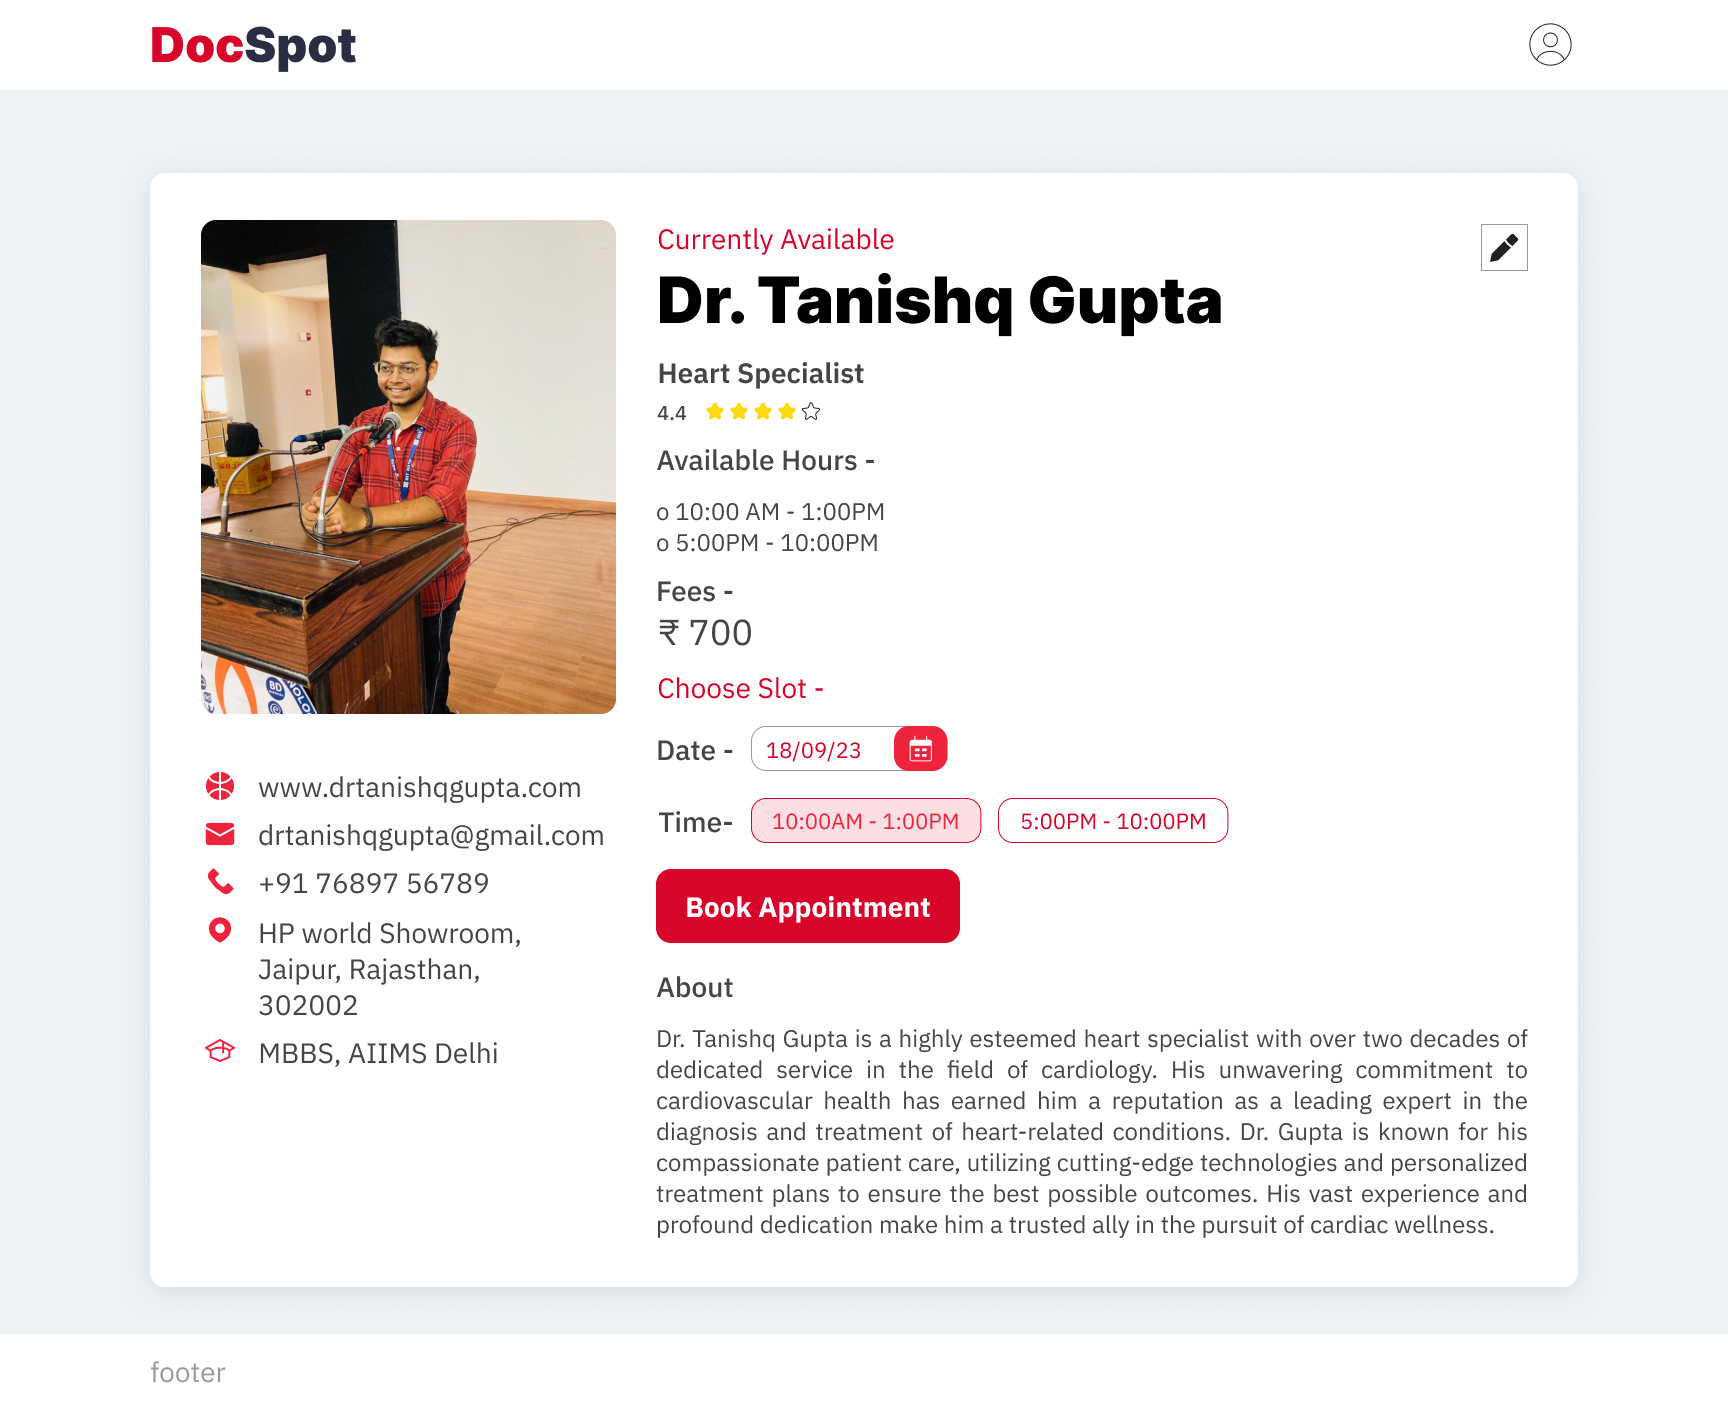 DocSpot
Currently Available
Dr. Tanishq Gupta
Heart Specialist
4.4
Available Hours -
o 10:00 AM - 1:00PM
o 5:00PM - 10:00PM
Fees -
₹ 700
Choose Slot -
Date - 18/09/23
Time- 10:00AM - 1:00PM 5:00PM - 10:00PM
Book Appointment
About
Dr. Tanishq Gupta is a highly esteemed heart specialist with over two decades of
dedicated service in the field of cardiology. His unwavering commitment to
cardiovascular health has earned him a reputation as a leading expert in the
diagnosis and treatment of heart-related conditions. Dr. Gupta is known for his
compassionate patient care, utilizing cutting-edge technologies and personalized
treatment plans to ensure the best possible outcomes. His vast experience and
profound dedication make him a trusted ally in the pursuit of cardiac wellness.
BD
www.drtanishqgupta.com
drtanishqgupta@gmail.com
+91 76897 56789
HP world Showroom,
Jaipur, Rajasthan,
302002
MBBS, AIIMS Delhi
footer